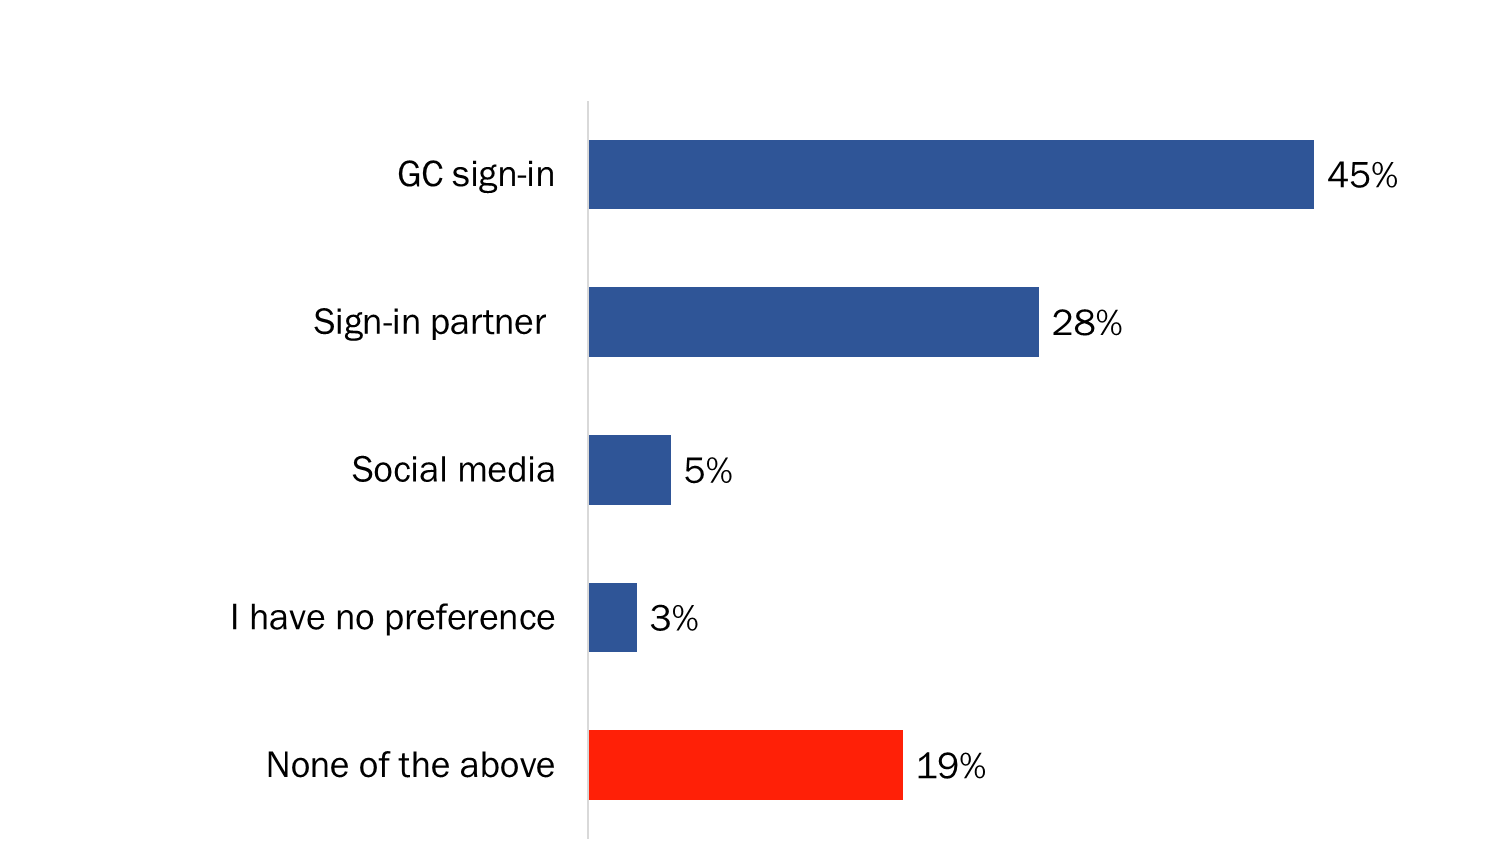 GC sign-in 45%
Sign-in partner 28%
Social media 5%
I have no preference 3%
None of the above 19%